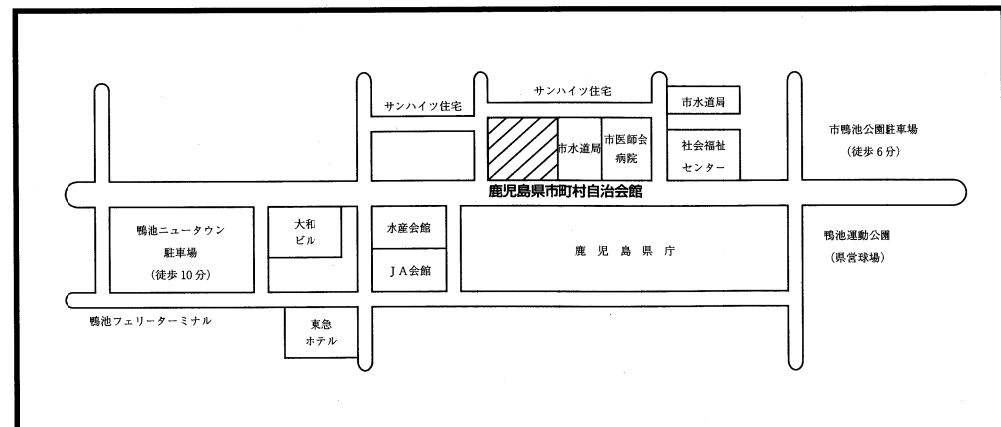 サンハイツ住宅
サンハイツ住宅
市水道局
市水道局
市医師会
病院
社会福祉
センター
市鴨池公園駐車場
(徒歩6分)
鹿児島県市町村自治会館
鴨池ニュータウン
駐車場
(徒歩10分)
大和
ビル
水産会館
JA会館
鹿児島県庁
鴨池運動公園
(県営球場)
鴨池フェリーターミナル
東急
ホテル